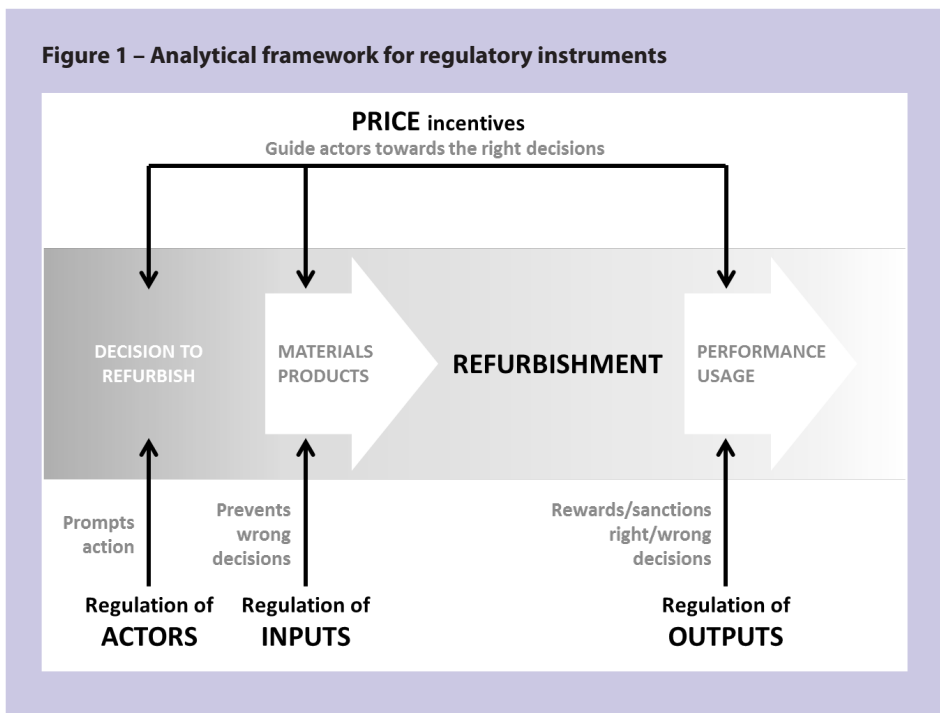 Figure 1 – Analytical framework for regulatory instruments
PRICE incentives
Guide actors towards the right decisions
DECISION TO
REFURBISH
MATERIALS
PRODUCTS
REFURBISHMENT
PERFORMANCE
USAGE
Prompts
action
Prevents
wrong
decisions
Rewards/sanctions
right/wrong
decisions
Regulation of
ACTORS
Regulation of
INPUTS
Regulation of
OUTPUTS